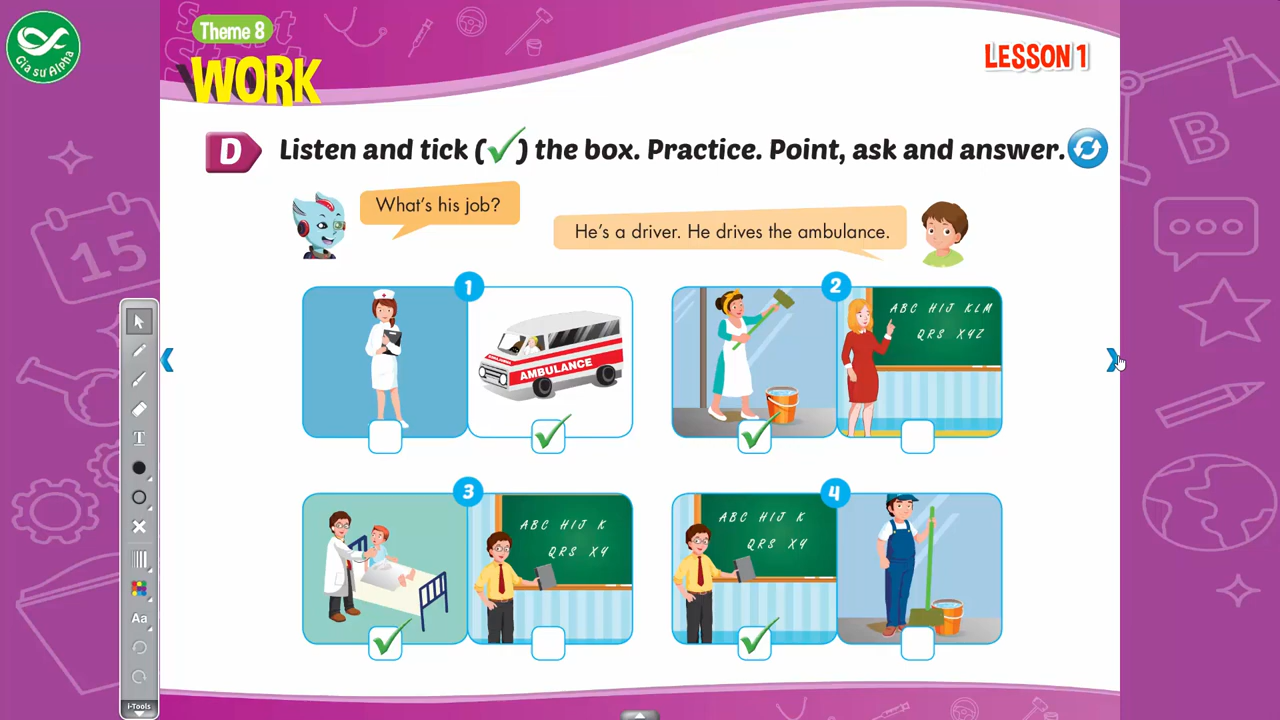 Gia sư Alpha
Theme 8
WORK
LESSON 1
D Listen and tick (✓) the box. Practice. Point, ask and answer.
What's his job?
He's a driver. He drives the ambulance.
1
AMBULANCE
AMBULANCE
2
ABC HIJ KLM
QRS XYZ
3
ABC HIJ K
QRS XY
4
ABC HIJ K
QRS XY
15
B
T
Aa
i-Tools